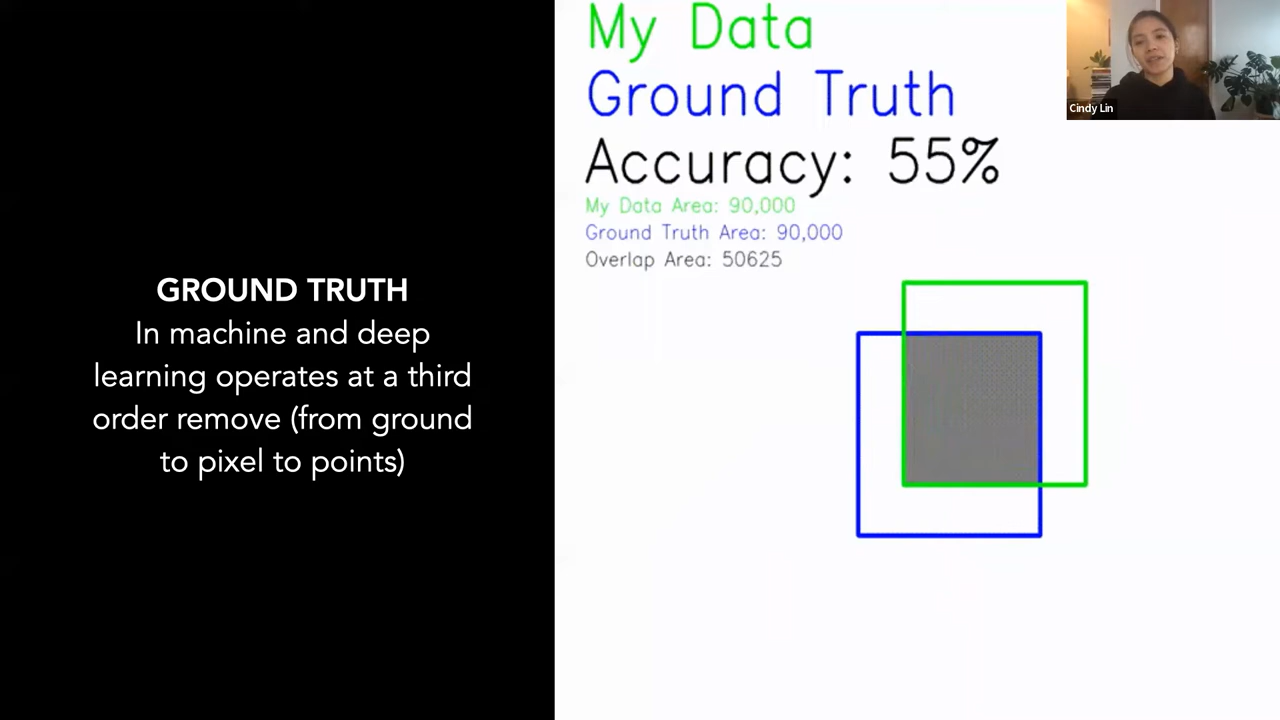 GROUND TRUTH
In machine and deep
learning operates at a third
order remove (from ground
to pixel to points)
My Data
Ground Truth
Accuracy: 55%
My Data Area: 90,000
Ground Truth Area: 90,000
Overlap Area: 50625
Cindy Lin